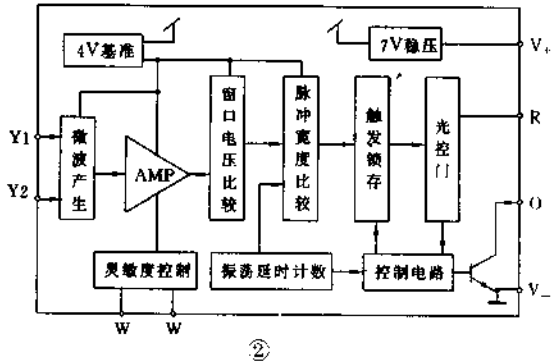 4V基准
7V稳压
V+
Y1
Y2
微波产生
AMP
窗口电压比较
脉冲宽度比较
触发锁存
光控门
R
O
灵敏度控制
振荡延时计数
控制电路
V-
W
W
②